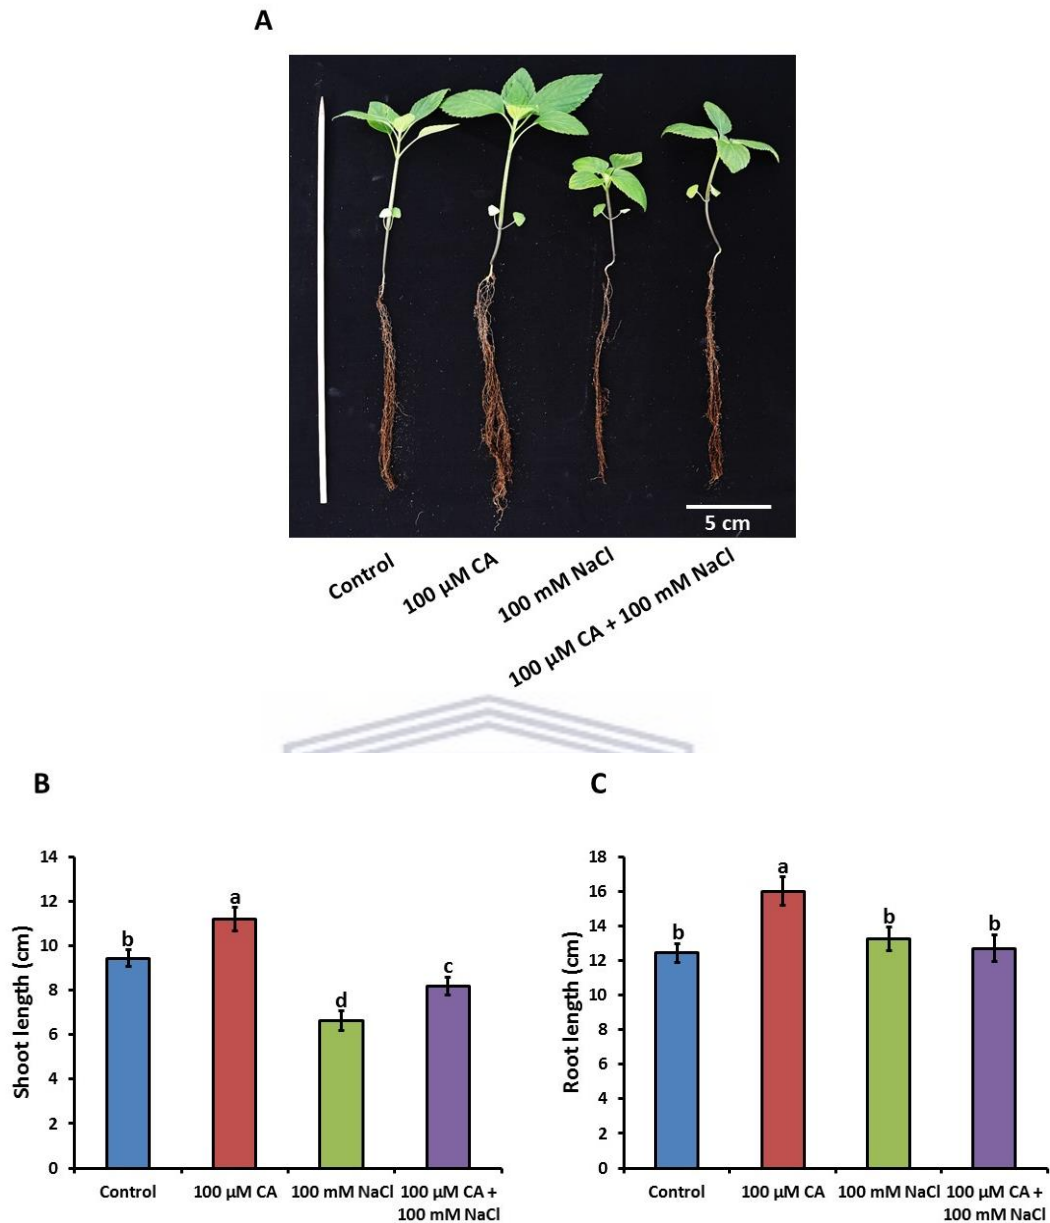 A
5 cm
Control
100 µM CA
100 mM NaCl
100 µM CA + 100 mM NaCl
B
Shoot length (cm)
14
12
10
8
6
4
2
0
b
a
d
c
Control
100 µM CA
100 mM NaCl
100 µM CA +
100 mM NaCl
C
Root length (cm)
18
16
14
12
10
8
6
4
2
0
b
a
b
b
Control
100 µM CA
100 mM NaCl
100 µM CA +
100 mM NaCl